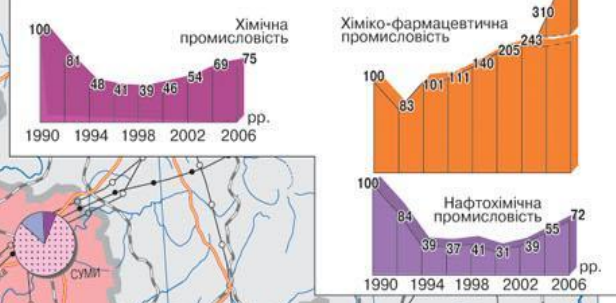 Хімічна
промисловість
100
81
48
41
39
46
54
69
75
рр.
1990 1994 1998 2002 2006
Хіміко-фармацевтична
промисловість
100
83
101
111
140
205
243
310
Нафтохімічна
промисловість
100
84
39
37
41
31
39
55
72
рр.
1990 1994 1998 2002 2006
СУМИ